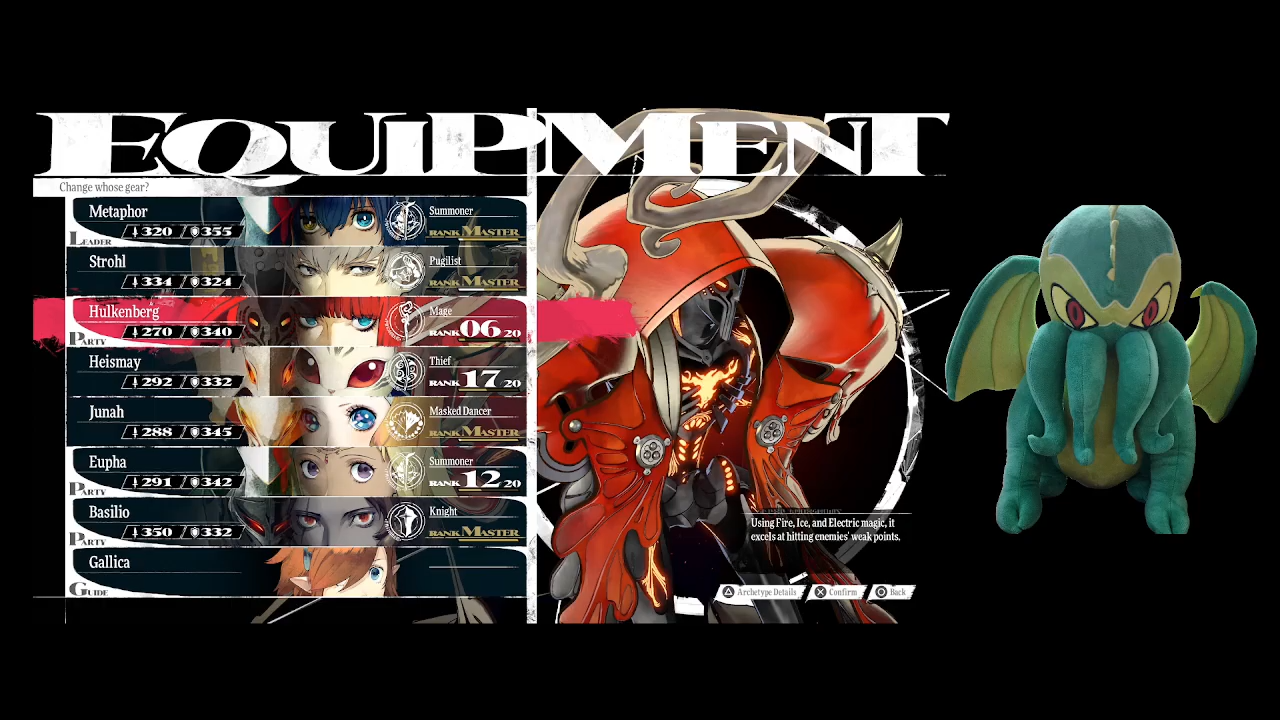 EQUIPMENT
Change whose gear?
Metaphor
320 355
LEADER
Summoner
RANK MASTER
Strohl
334 324
Pugilist
RANK MASTER
Hulkenberg
270 340
PARTY
Mage
RANK 06 20
Heismay
292 332
Thief
RANK 17 20
Junah
288 345
Masked Dancer
RANK MASTER
Eupha
291 342
PARTY
Summoner
RANK 12 20
Basilio
350 332
PARTY
Knight
RANK MASTER
Gallica
GUIDE
Using Fire, Ice, and Electric magic, it
excels at hitting enemies' weak points.
Archetype Details Confirm Back